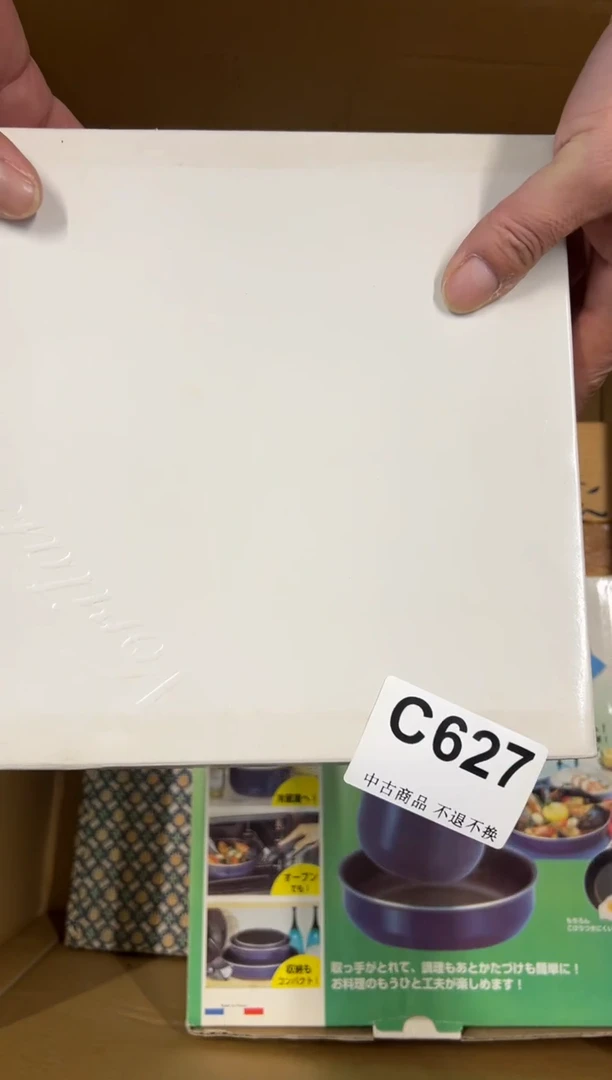 C627
中古商品 不退不换
冷蔵庫へ!
オーブン
でも!
収納も
コンパクト!
取っ手がとれて、調理もあとかたづけも簡単に!
お料理のもうひと工夫が楽しめます!